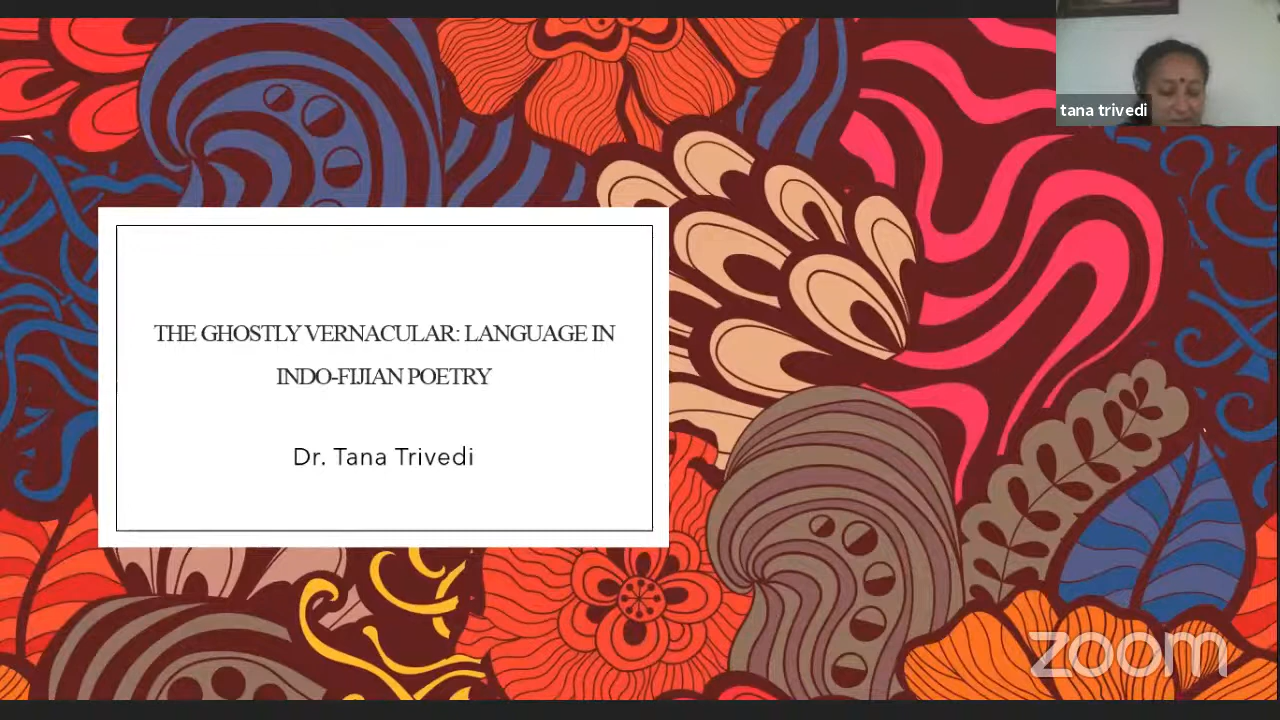 tana trivedi
THE GHOSTLY VERNACULAR: LANGUAGE IN
INDO-FIJIAN POETRY
Dr. Tana Trivedi
zoom